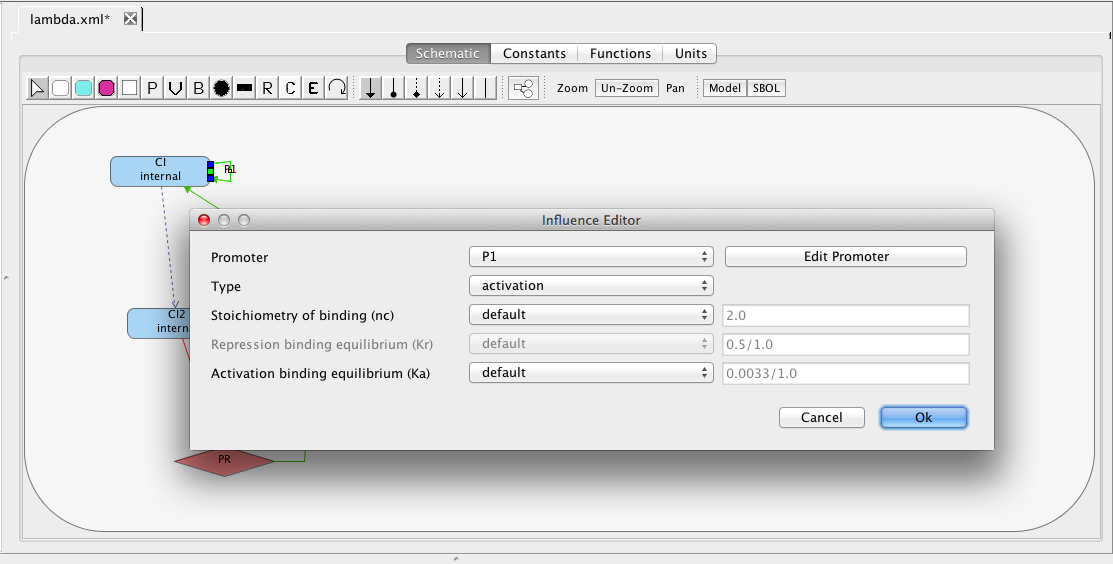 lambda.xml*
Schematic Constants Functions Units
P V B R C E Zoom Un-Zoom Pan Model SBOL
CI
internal
P1
Influence Editor
Promoter P1 Edit Promoter
Type activation
Stoichiometry of binding (nc) default 2.0
Repression binding equilibrium (Kr) default 0.5/1.0
Activation binding equilibrium (Ka) default 0.0033/1.0
Cancel Ok
CI2
intern
PR